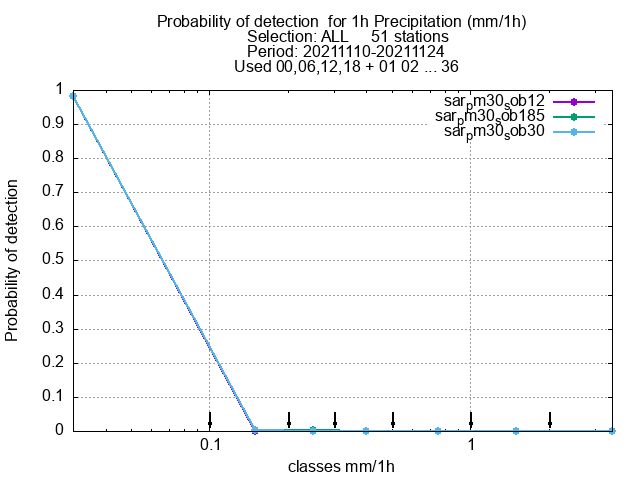 Probability of detection  for 1h Precipitation (mm/1h)
Selection: ALL     51 stations
Period: 20211110-20211124
Used 00,06,12,18 + 01 02 ... 36
sarpm30sob12
sarpm30sob185
sarpm30sob30
1
0.9
0.8
0.7
0.6
0.5
0.4
0.3
0.2
0.1
0
Probability of detection
0.1 1
classes mm/1h